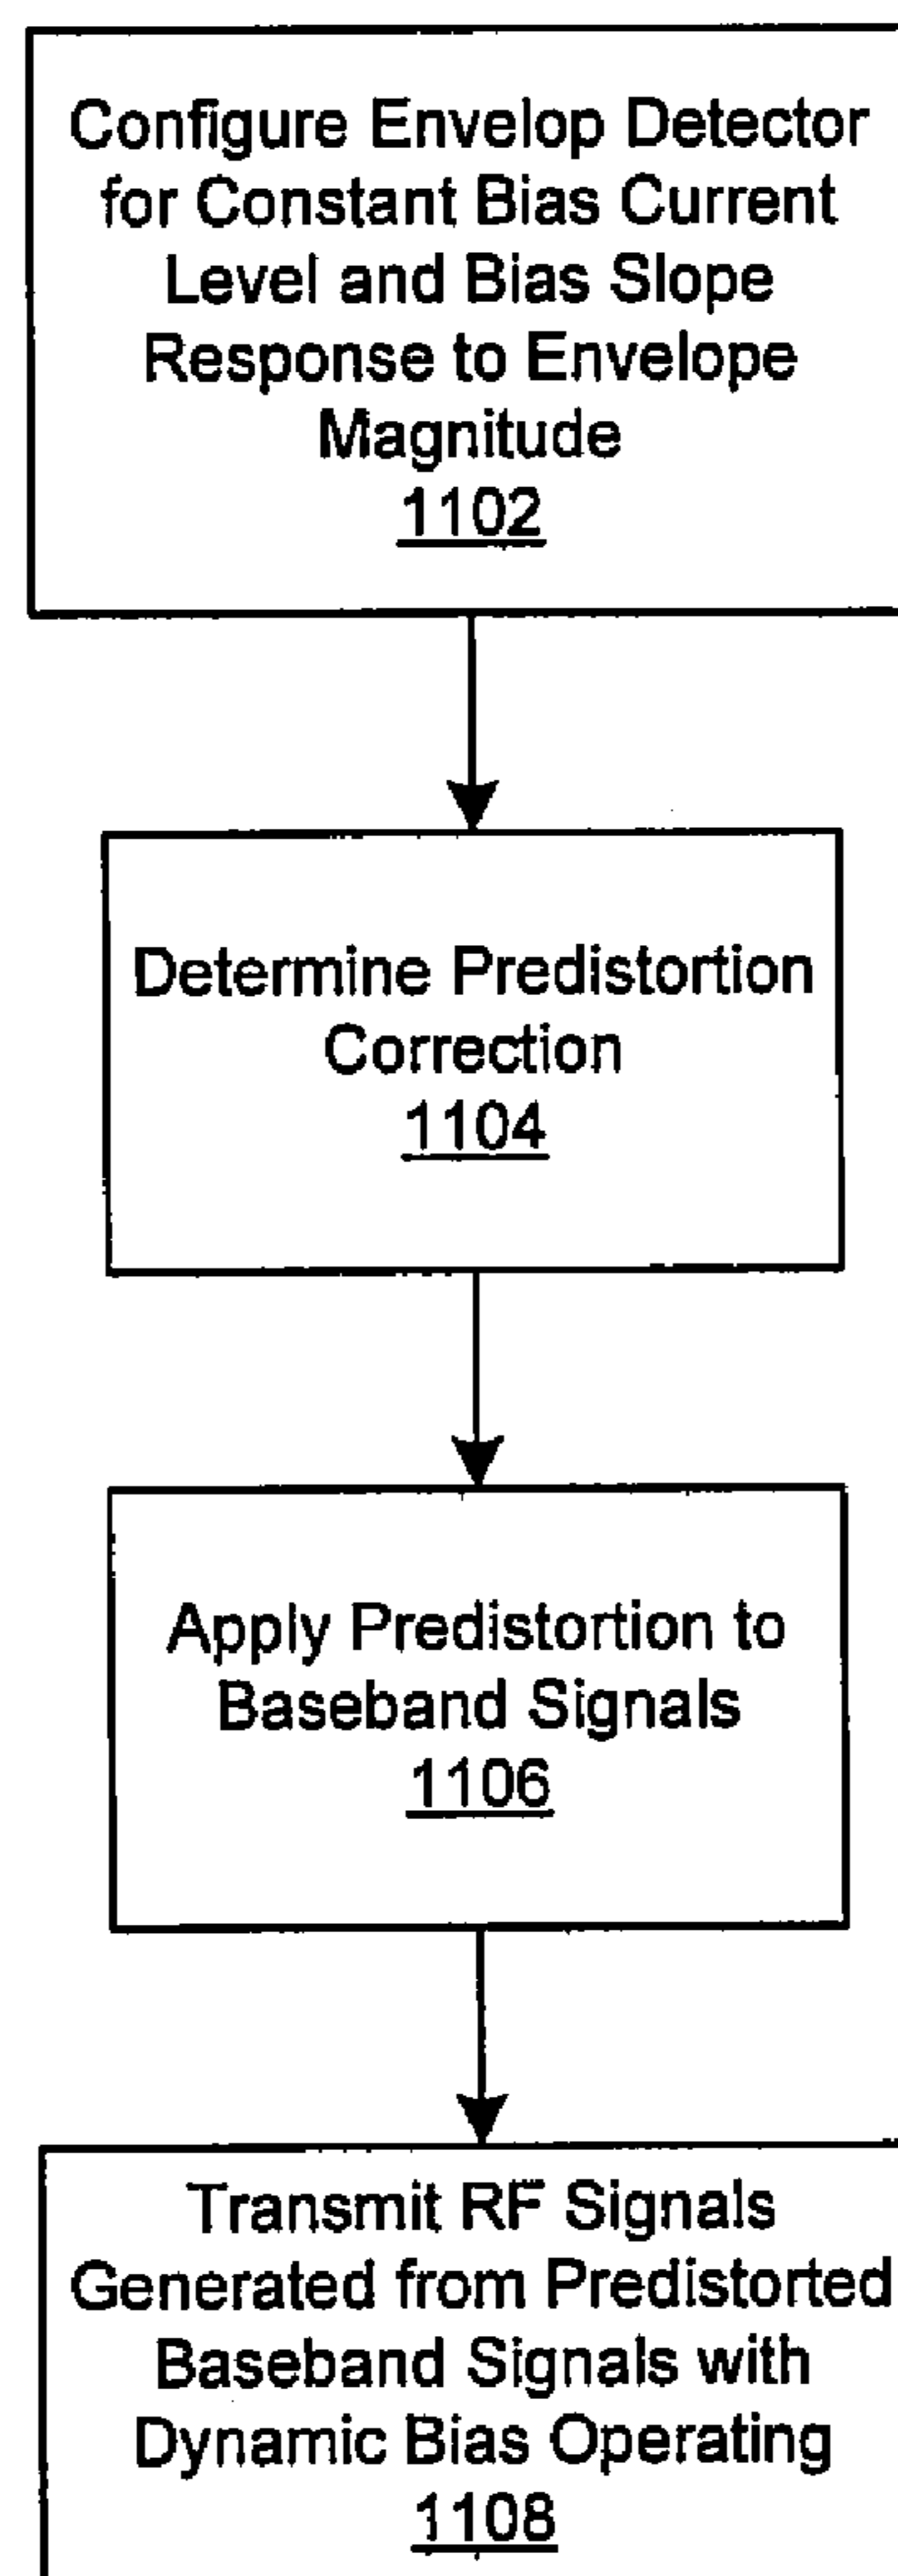 Configure Envelop Detector
for Constant Bias Current
Level and Bias Slope
Response to Envelope
Magnitude
1102
Determine Predistortion
Correction
1104
Apply Predistortion to
Baseband Signals
1106
Transmit RF Signals
Generated from Predistorted
Baseband Signals with
Dynamic Bias Operating
1108